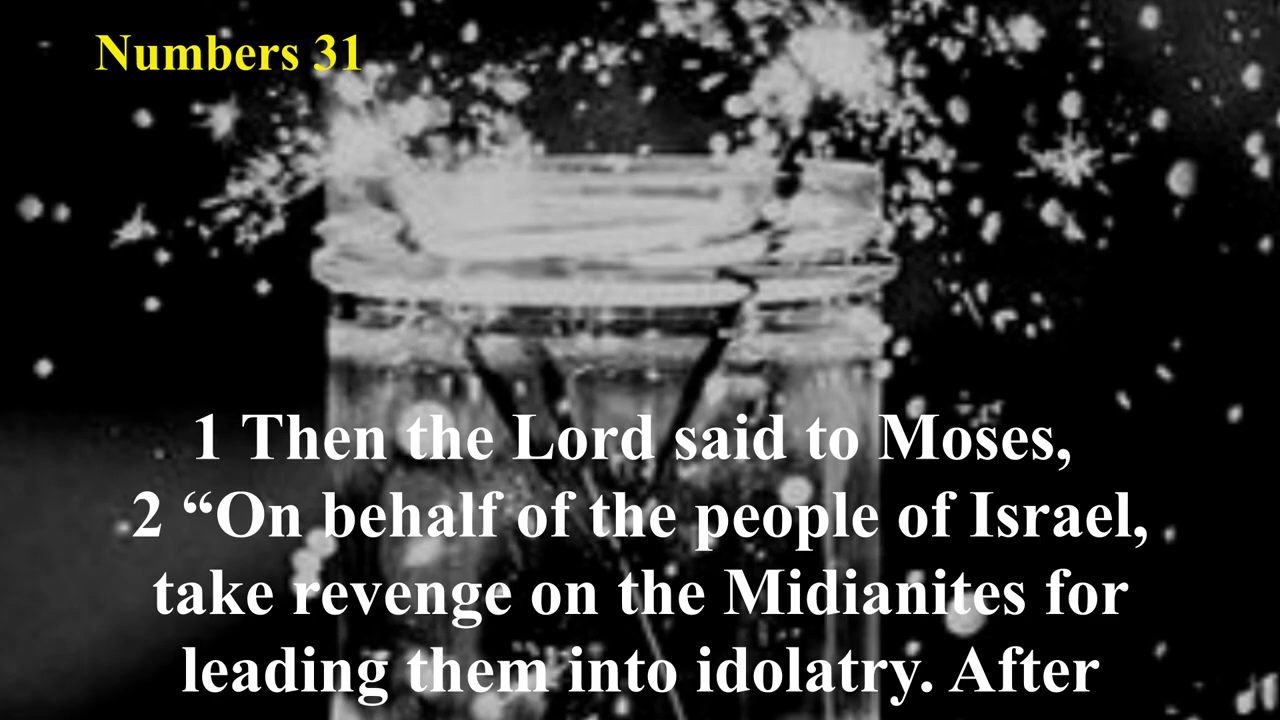 Numbers 31
1 Then the Lord said to Moses,
2 “On behalf of the people of Israel,
take revenge on the Midianites for
leading them into idolatry. After